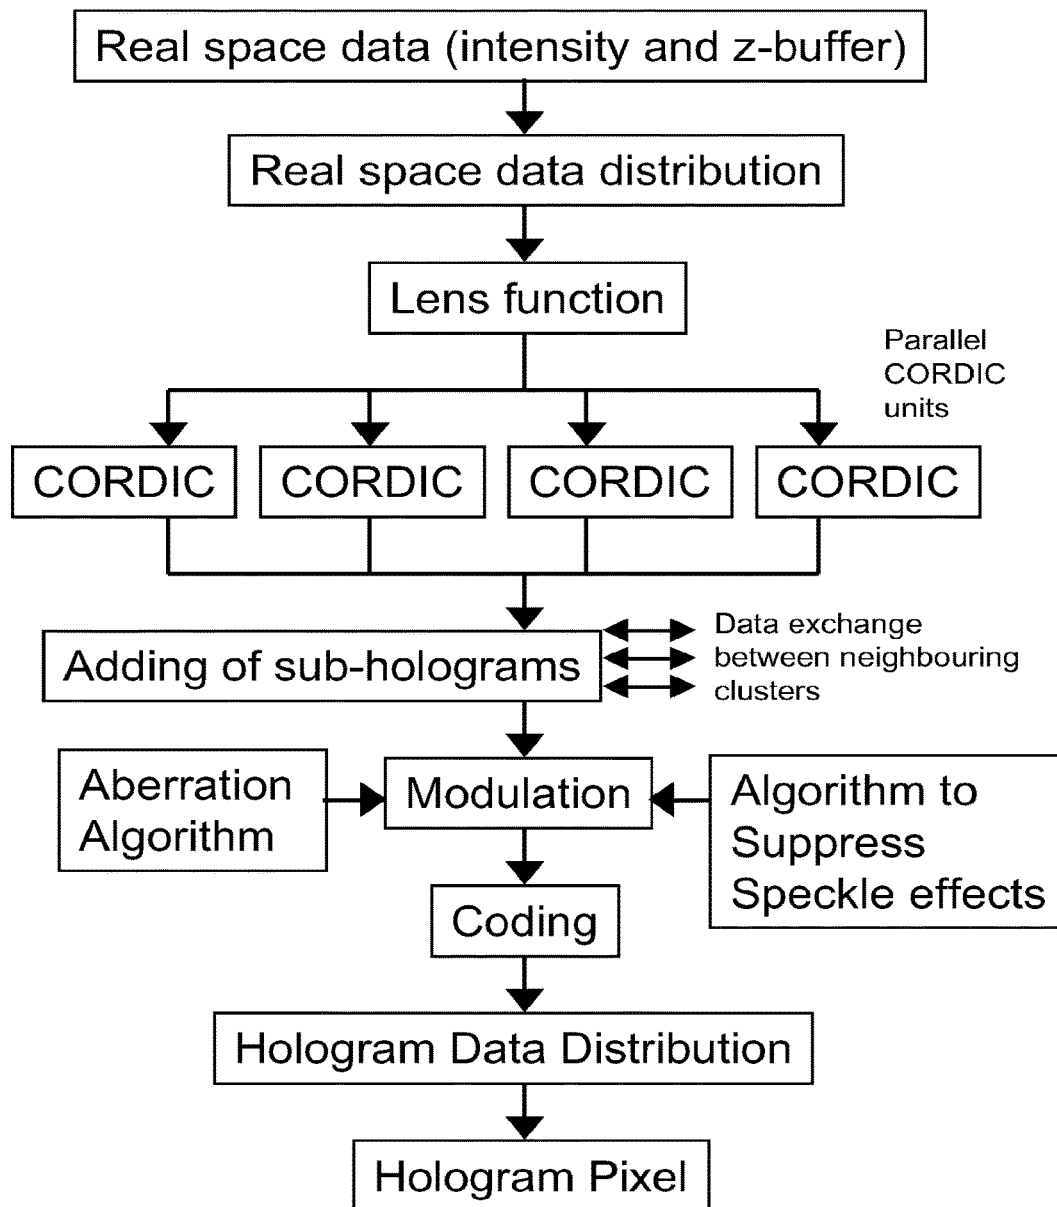 Real space data (intensity and z-buffer)
Real space data distribution
Lens function
Parallel
CORDIC
units
CORDIC
CORDIC
CORDIC
CORDIC
Adding of sub-holograms
Data exchange
between neighbouring
clusters
Aberration
Algorithm
Modulation
Algorithm to
Suppress
Speckle effects
Coding
Hologram Data Distribution
Hologram Pixel